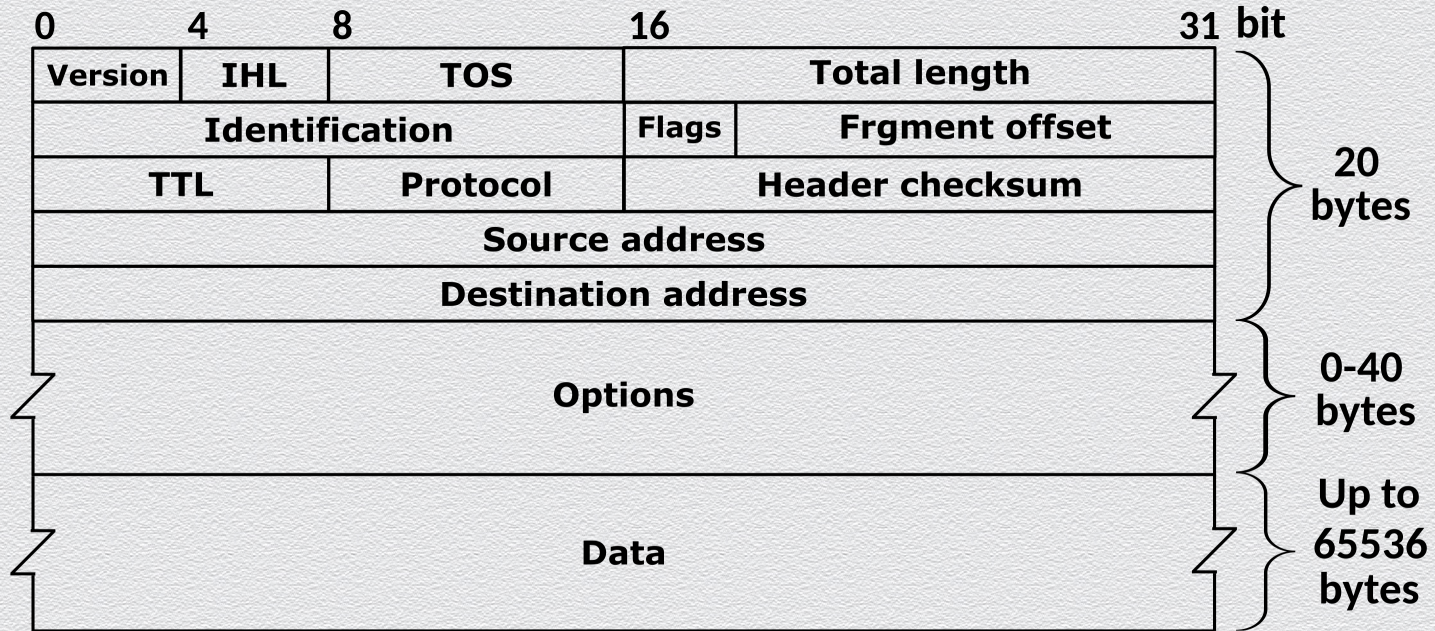 0 4 8 16 31 bit
Version IHL TOS Total length
Identification Flags Frgment offset
TTL Protocol Header checksum
Source address
Destination address
20
bytes
Options
0-40
bytes
Data
Up to
65536
bytes